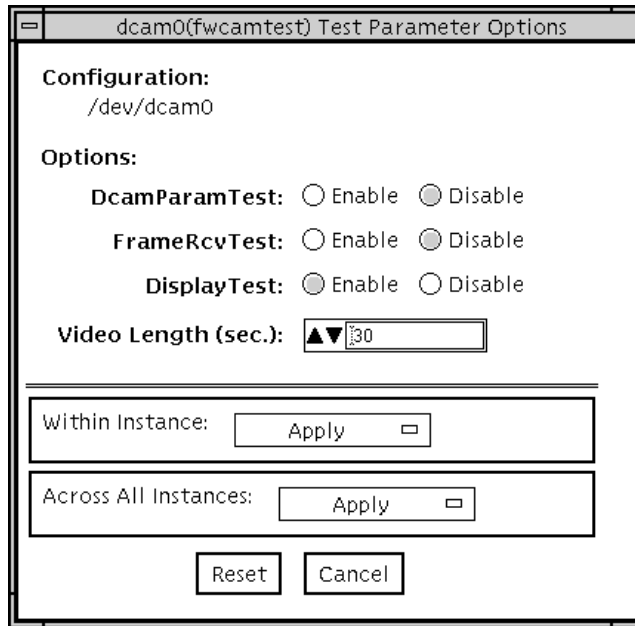 dcam0(fwcamtest) Test Parameter Options
Configuration:
/dev/dcam0
Options:
DcamParamTest: Enable Disable
FrameRcvTest: Enable Disable
DisplayTest: Enable Disable
Video Length (sec.): 30
Within Instance: Apply
Across All Instances: Apply
Reset Cancel